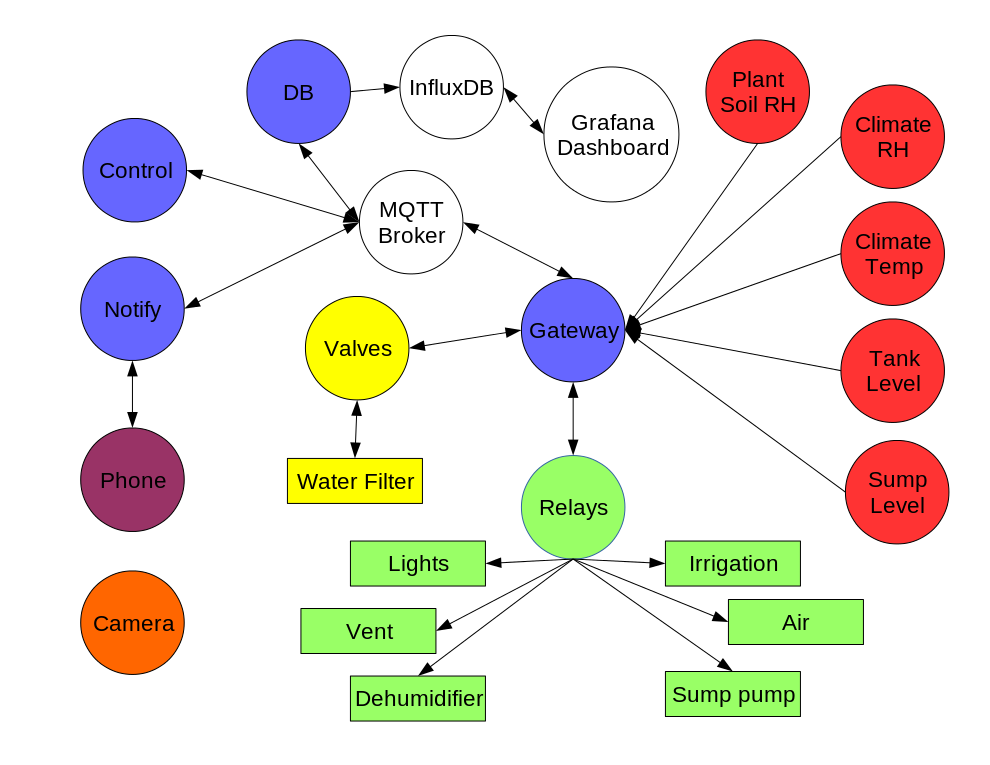 DB
InfluxDB
Grafana
Dashboard
Plant
Soil RH
Climate
RH
Control
MQTT
Broker
Climate
Temp
Notify
Valves
Gateway
Tank
Level
Phone
Water Filter
Relays
Sump
Level
Lights
Irrigation
Camera
Vent
Air
Dehumidifier
Sump pump